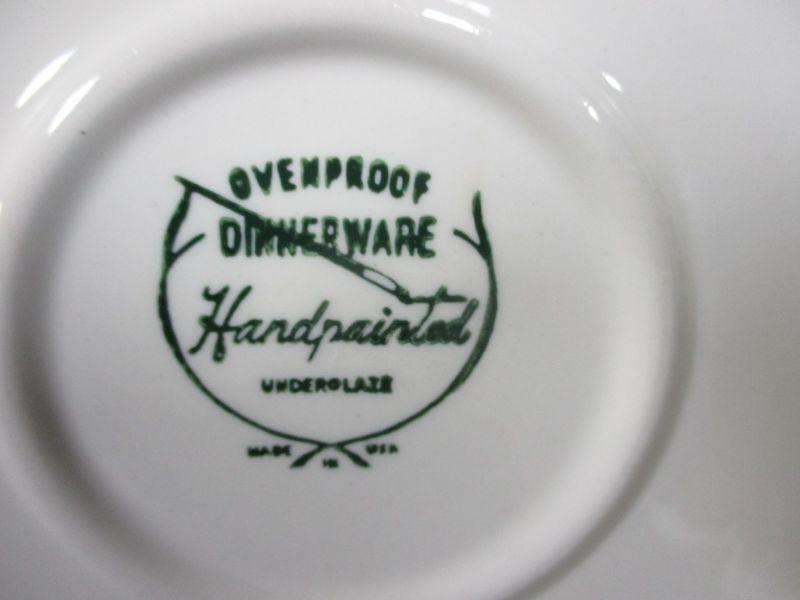 OVENPROOF
DINNERWARE
Handpainted
UNDERGLAZE
MADE IN USA